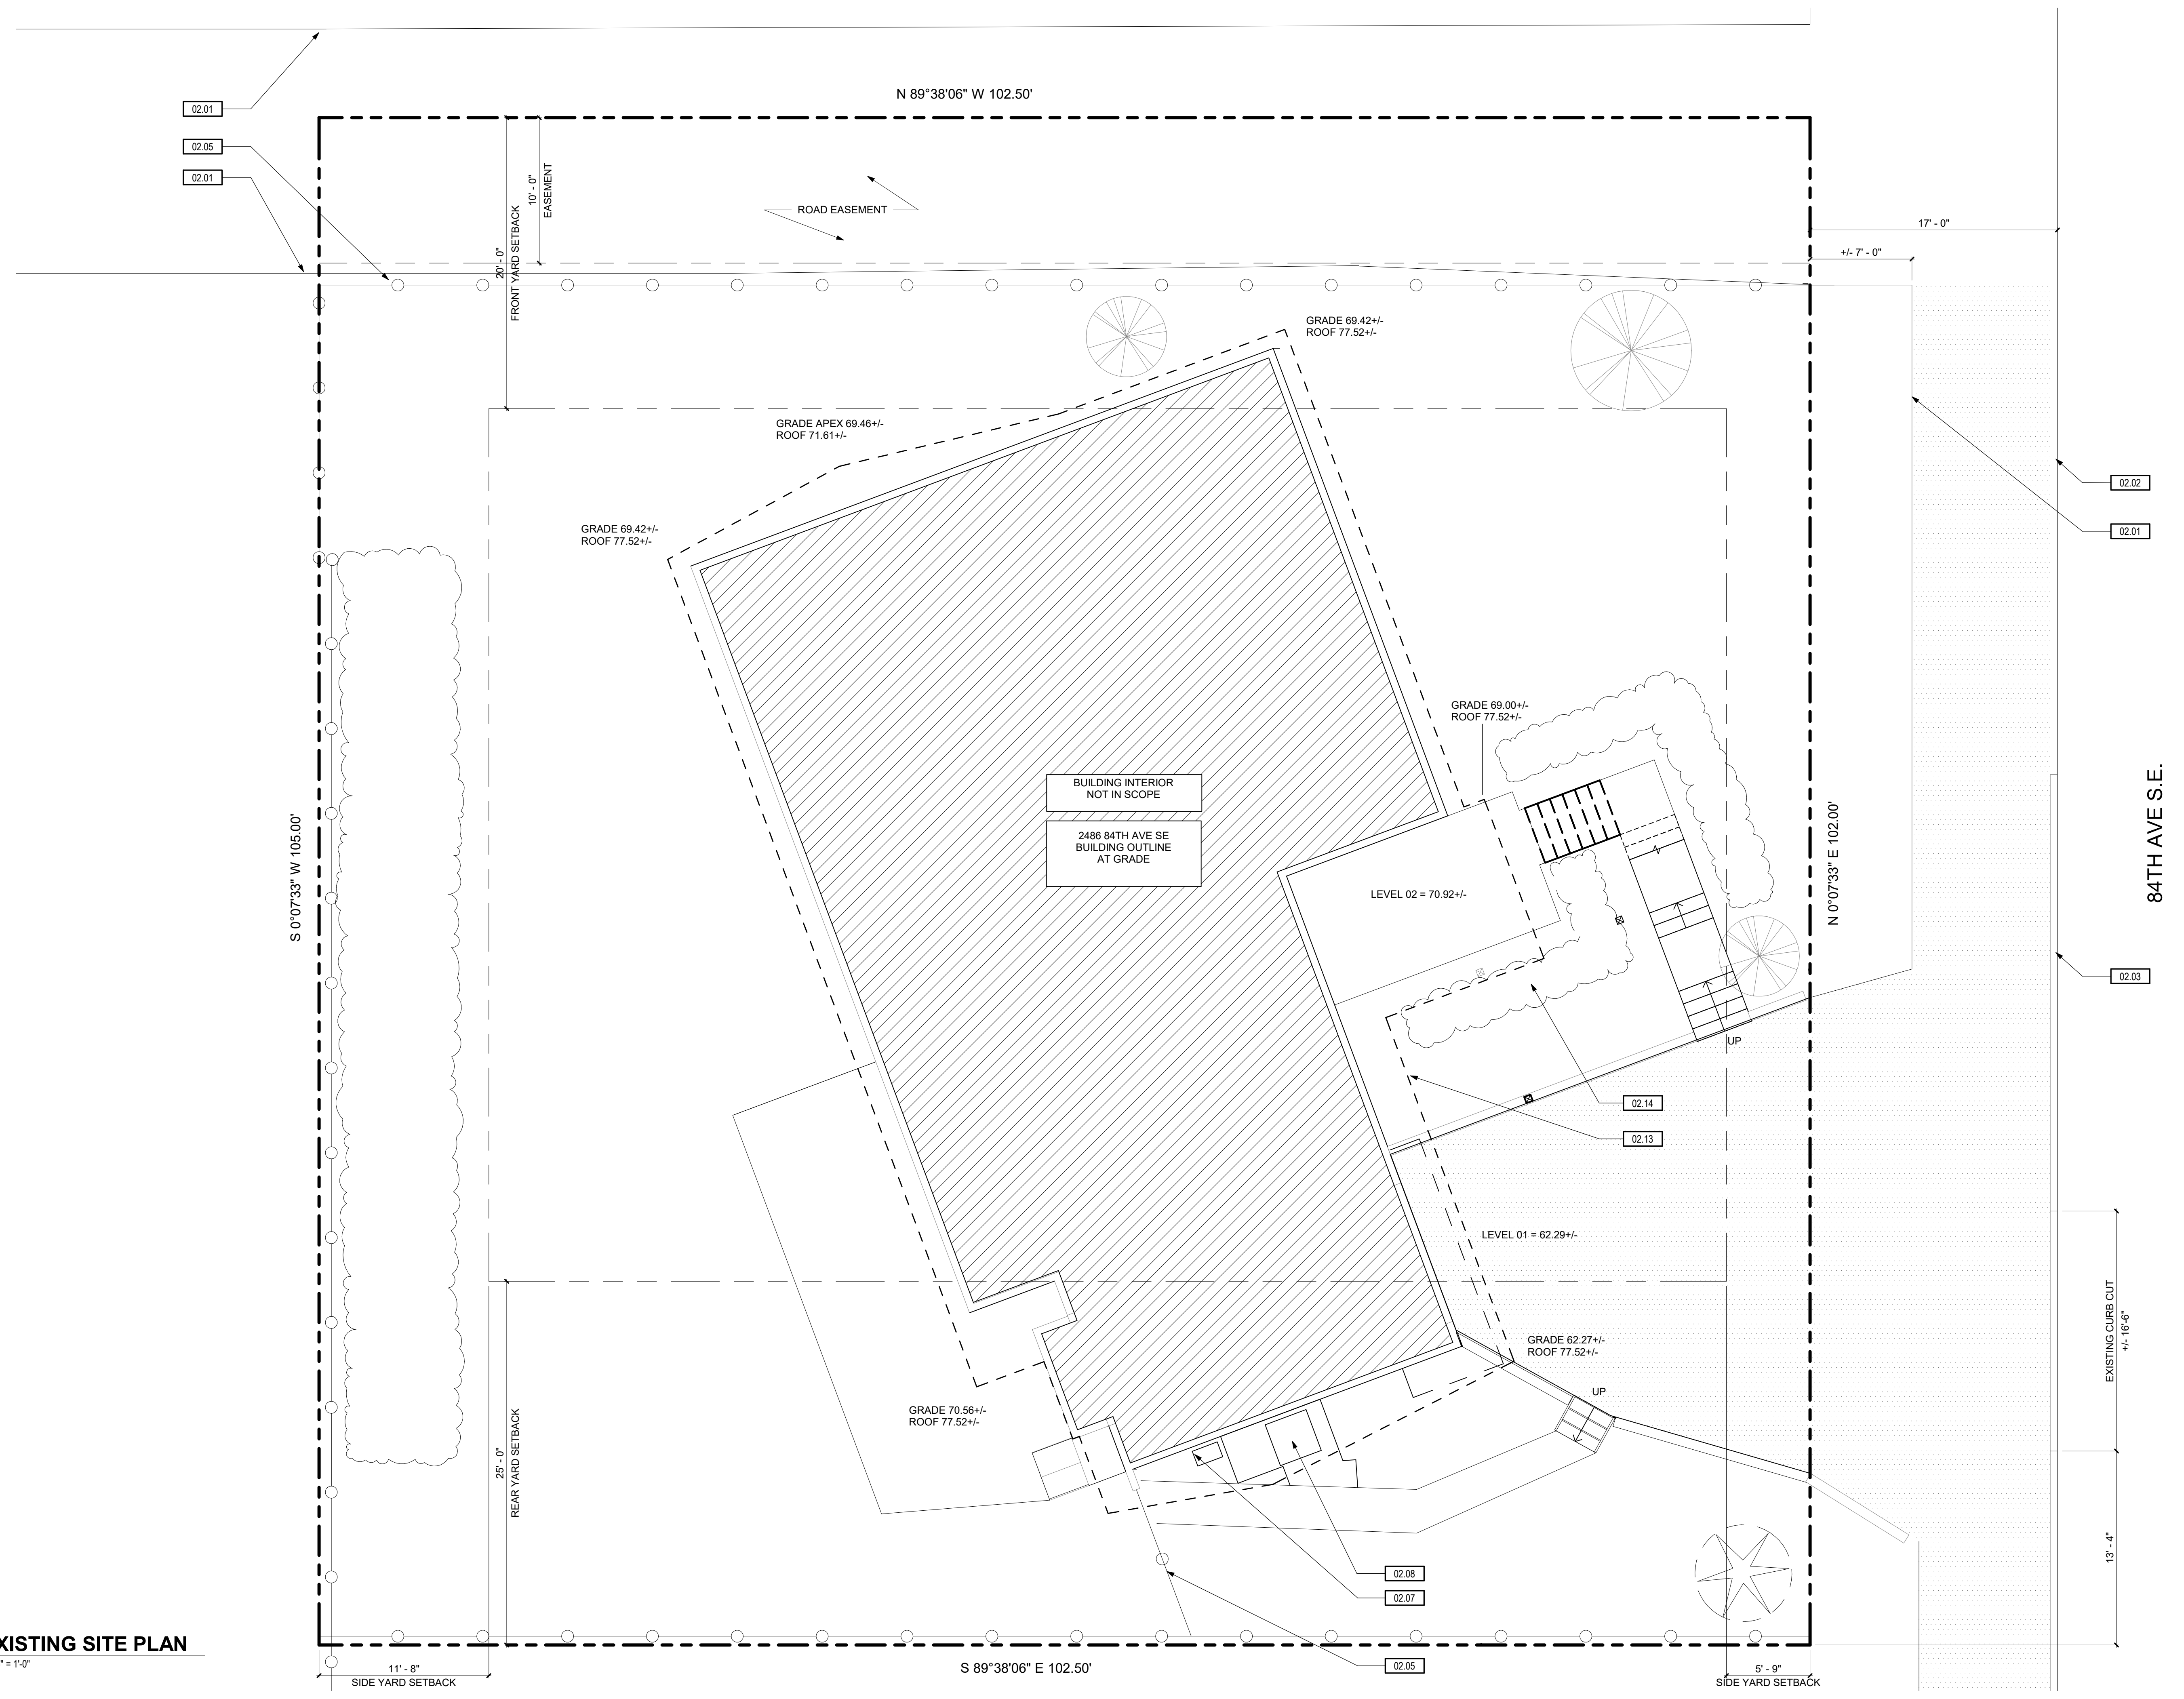 N 89°38'06" W 102.50'
02.01
02.05
02.01
10' - 0"
EASEMENT
20' - 0"
FRONT YARD SETBACK
ROAD EASEMENT
17' - 0"
+/- 7' - 0"
GRADE 69.42+/-
ROOF 77.52+/-
GRADE APEX 69.46+/-
ROOF 71.61+/-
GRADE 69.42+/-
ROOF 77.52+/-
02.02
02.01
GRADE 69.00+/-
ROOF 77.52+/-
BUILDING INTERIOR
NOT IN SCOPE
2486 84TH AVE SE
BUILDING OUTLINE
AT GRADE
LEVEL 02 = 70.92+/-
S 0°07'33" W 105.00'
N 0°07'33" E 102.00'
84TH AVE S.E.
02.03
UP
02.14
02.13
LEVEL 01 = 62.29+/-
EXISTING CURB CUT
+/- 16'-6"
GRADE 62.27+/-
ROOF 77.52+/-
UP
GRADE 70.56+/-
ROOF 77.52+/-
25' - 0"
REAR YARD SETBACK
13' - 4"
02.08
02.07
02.05
XISTING SITE PLAN
" = 1'-0"
11' - 8"
SIDE YARD SETBACK
S 89°38'06" E 102.50'
5' - 9"
SIDE YARD SETBACK